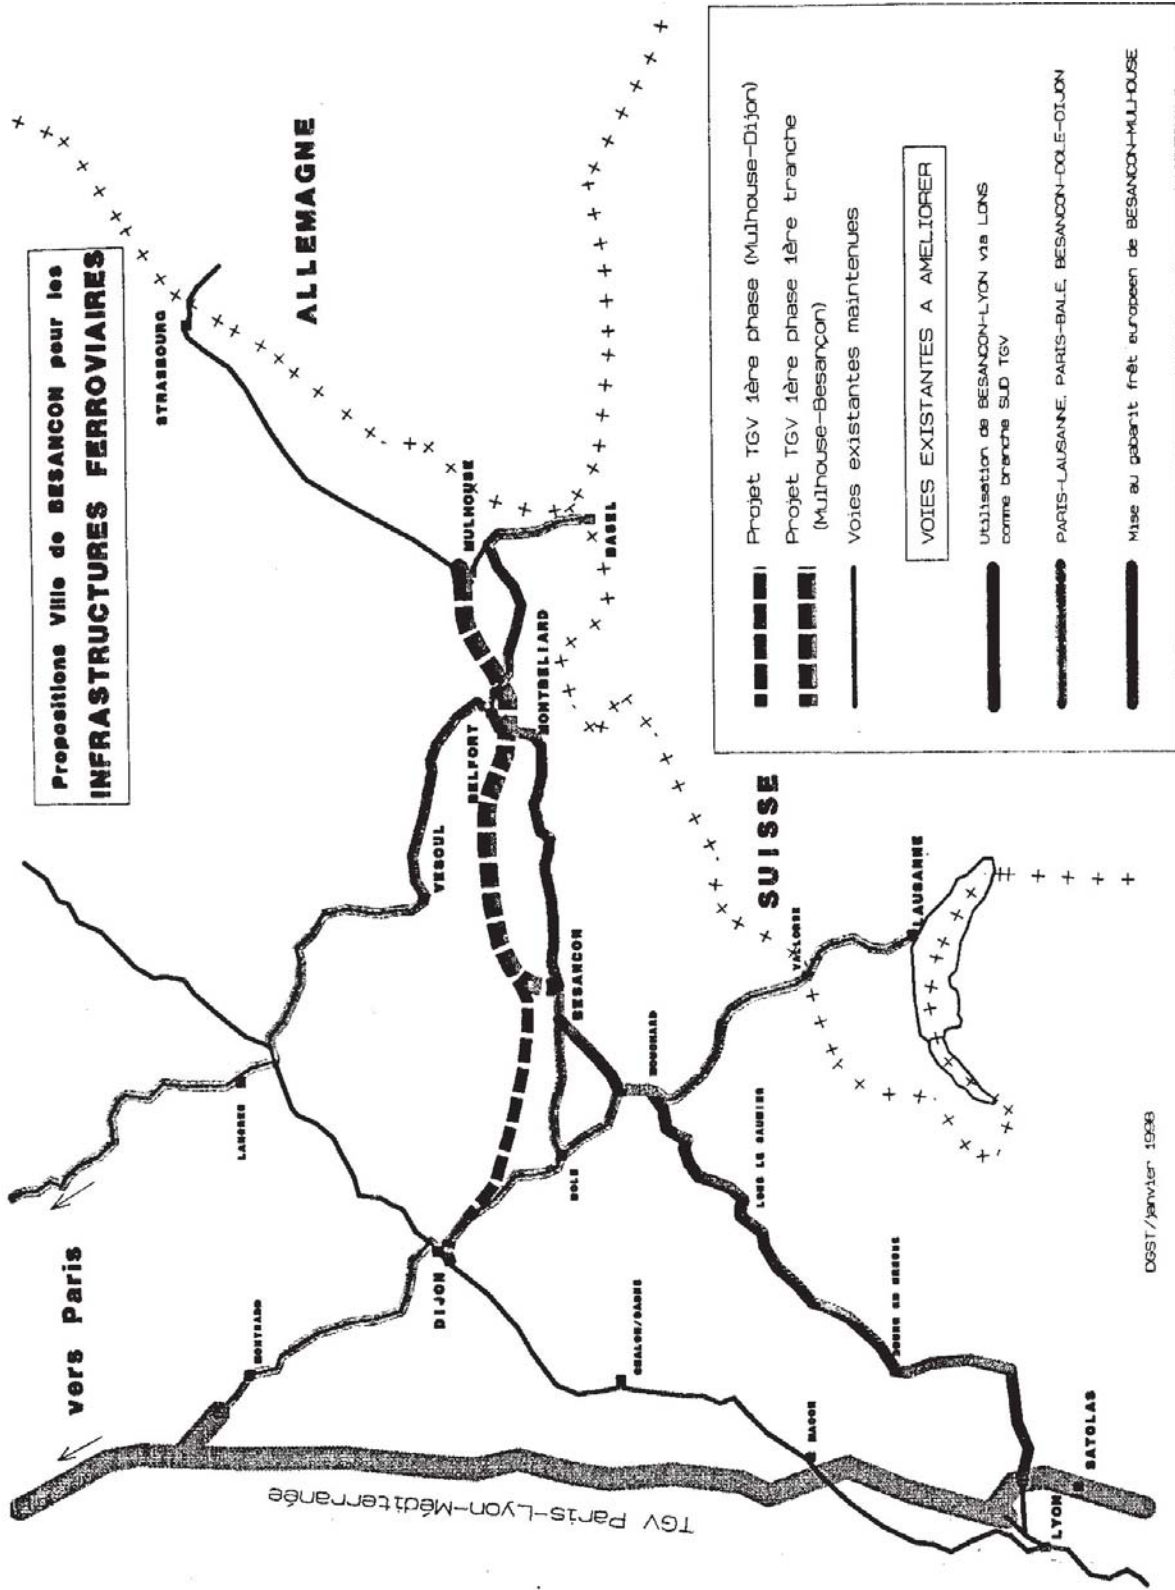 Propositions Ville de BESANCON pour les
INFRASTRUCTURES FERROVIAIRES
vers Paris
ALLEMAGNE
SUISSE
STRASBOURG
MULHOUSE
BASEL
BELFORT
MONTBELIARD
VESOUL
LANGRES
BESANCON
DOLE
DIJON
MONTBARD
MOUCHARD
VALLORBE
LAUSANNE
LONS LE SAUNIER
BOURG EN BRESSE
CHALON/SAONE
MACON
LYON
SATOLAS
TGV Paris-Lyon-Méditerranée
Projet TGV 1ère phase (Mulhouse-Dijon)
Projet TGV 1ère phase 1ère tranche
(Mulhouse-Besançon)
Voies existantes maintenues
VOIES EXISTANTES A AMELIORER
Utilisation de BESANCON-LYON via LONS
comme branche SUD TGV
PARIS-LAUSANNE, PARIS-BALE, BESANCON-DOLE-DIJON
Mise au gabarit frêt européen de BESANCON-MULHOUSE
DGST/janvier 1998